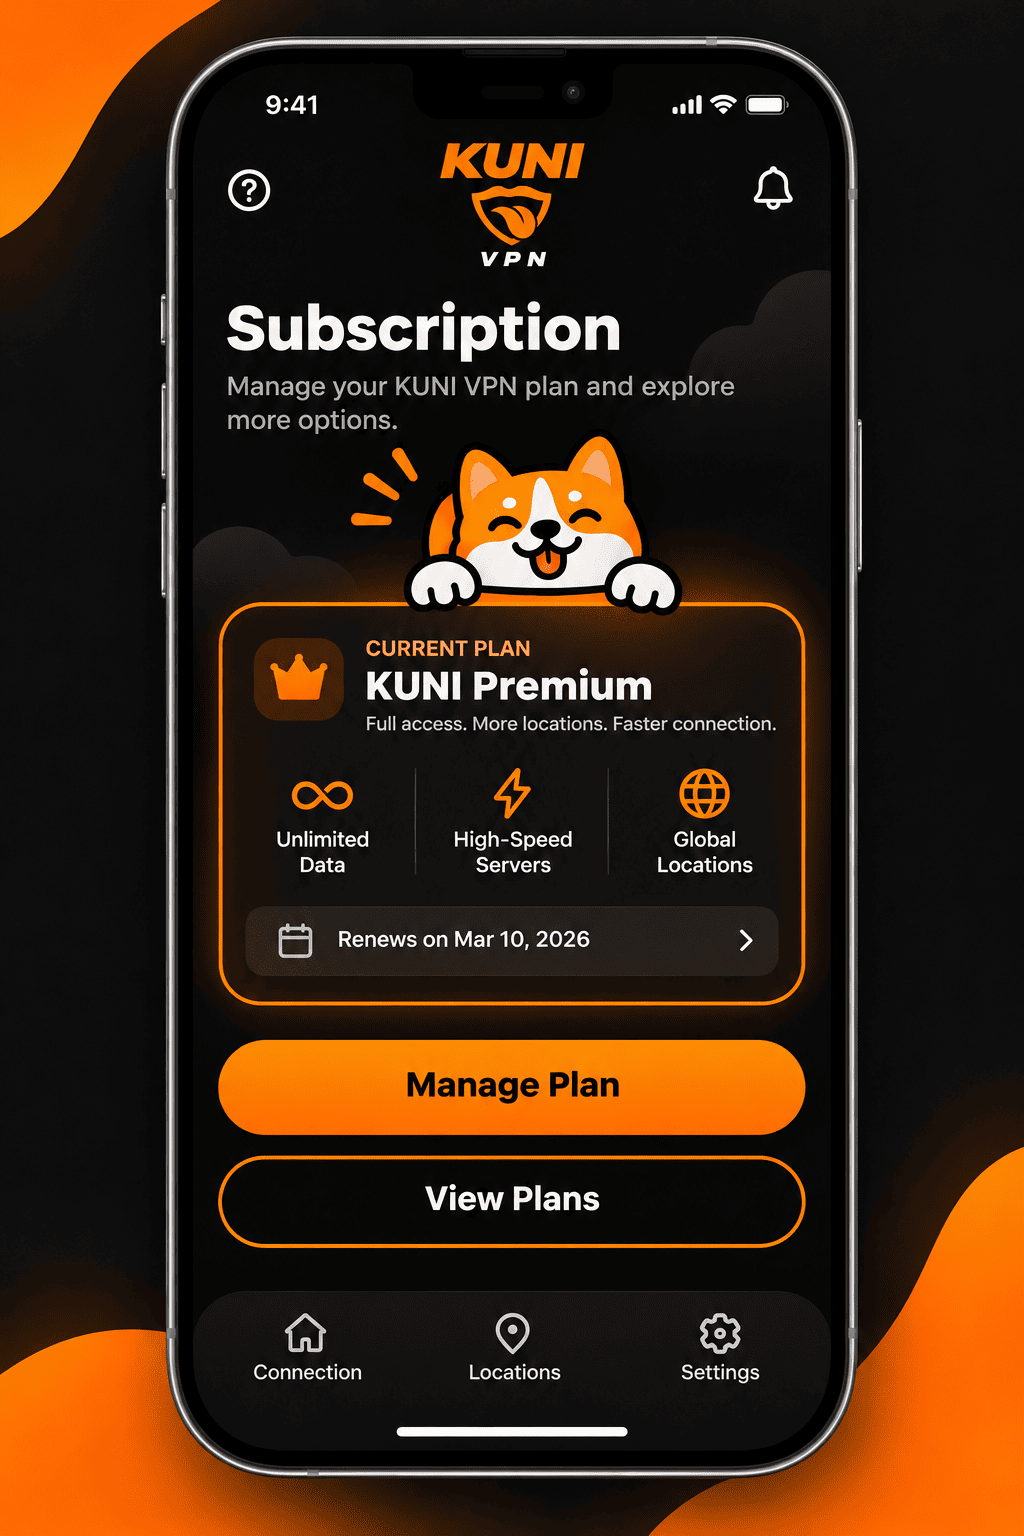 9:41
KUNI
VPN
Subscription
Manage your KUNI VPN plan and explore
more options.
CURRENT PLAN
KUNI Premium
Full access. More locations. Faster connection.
Unlimited
Data
High-Speed
Servers
Global
Locations
Renews on Mar 10, 2026
Manage Plan
View Plans
Connection
Locations
Settings